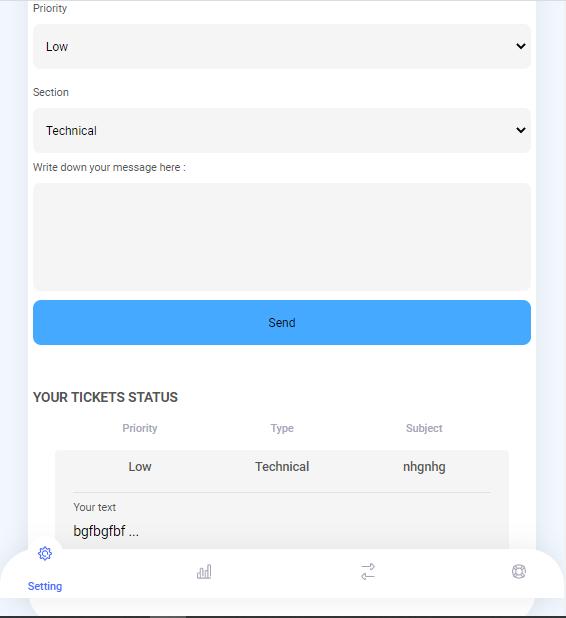 Priority
Low
Section
Technical
Write down your message here :
Send
YOUR TICKETS STATUS
Priority Type Subject
Low Technical nhgnhg
Your text
bgfbgfbf ...
Setting